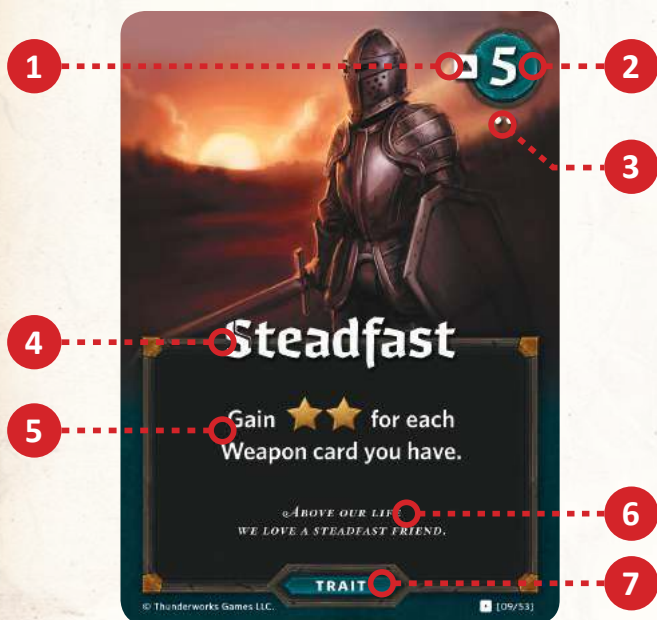 1
5
2
3
4
Steadfast
5
Gain for each
Weapon card you have.
6
Above our life
we love a steadfast friend.
7
TRAIT
© Thunderworks Games LLC.
[09/53]